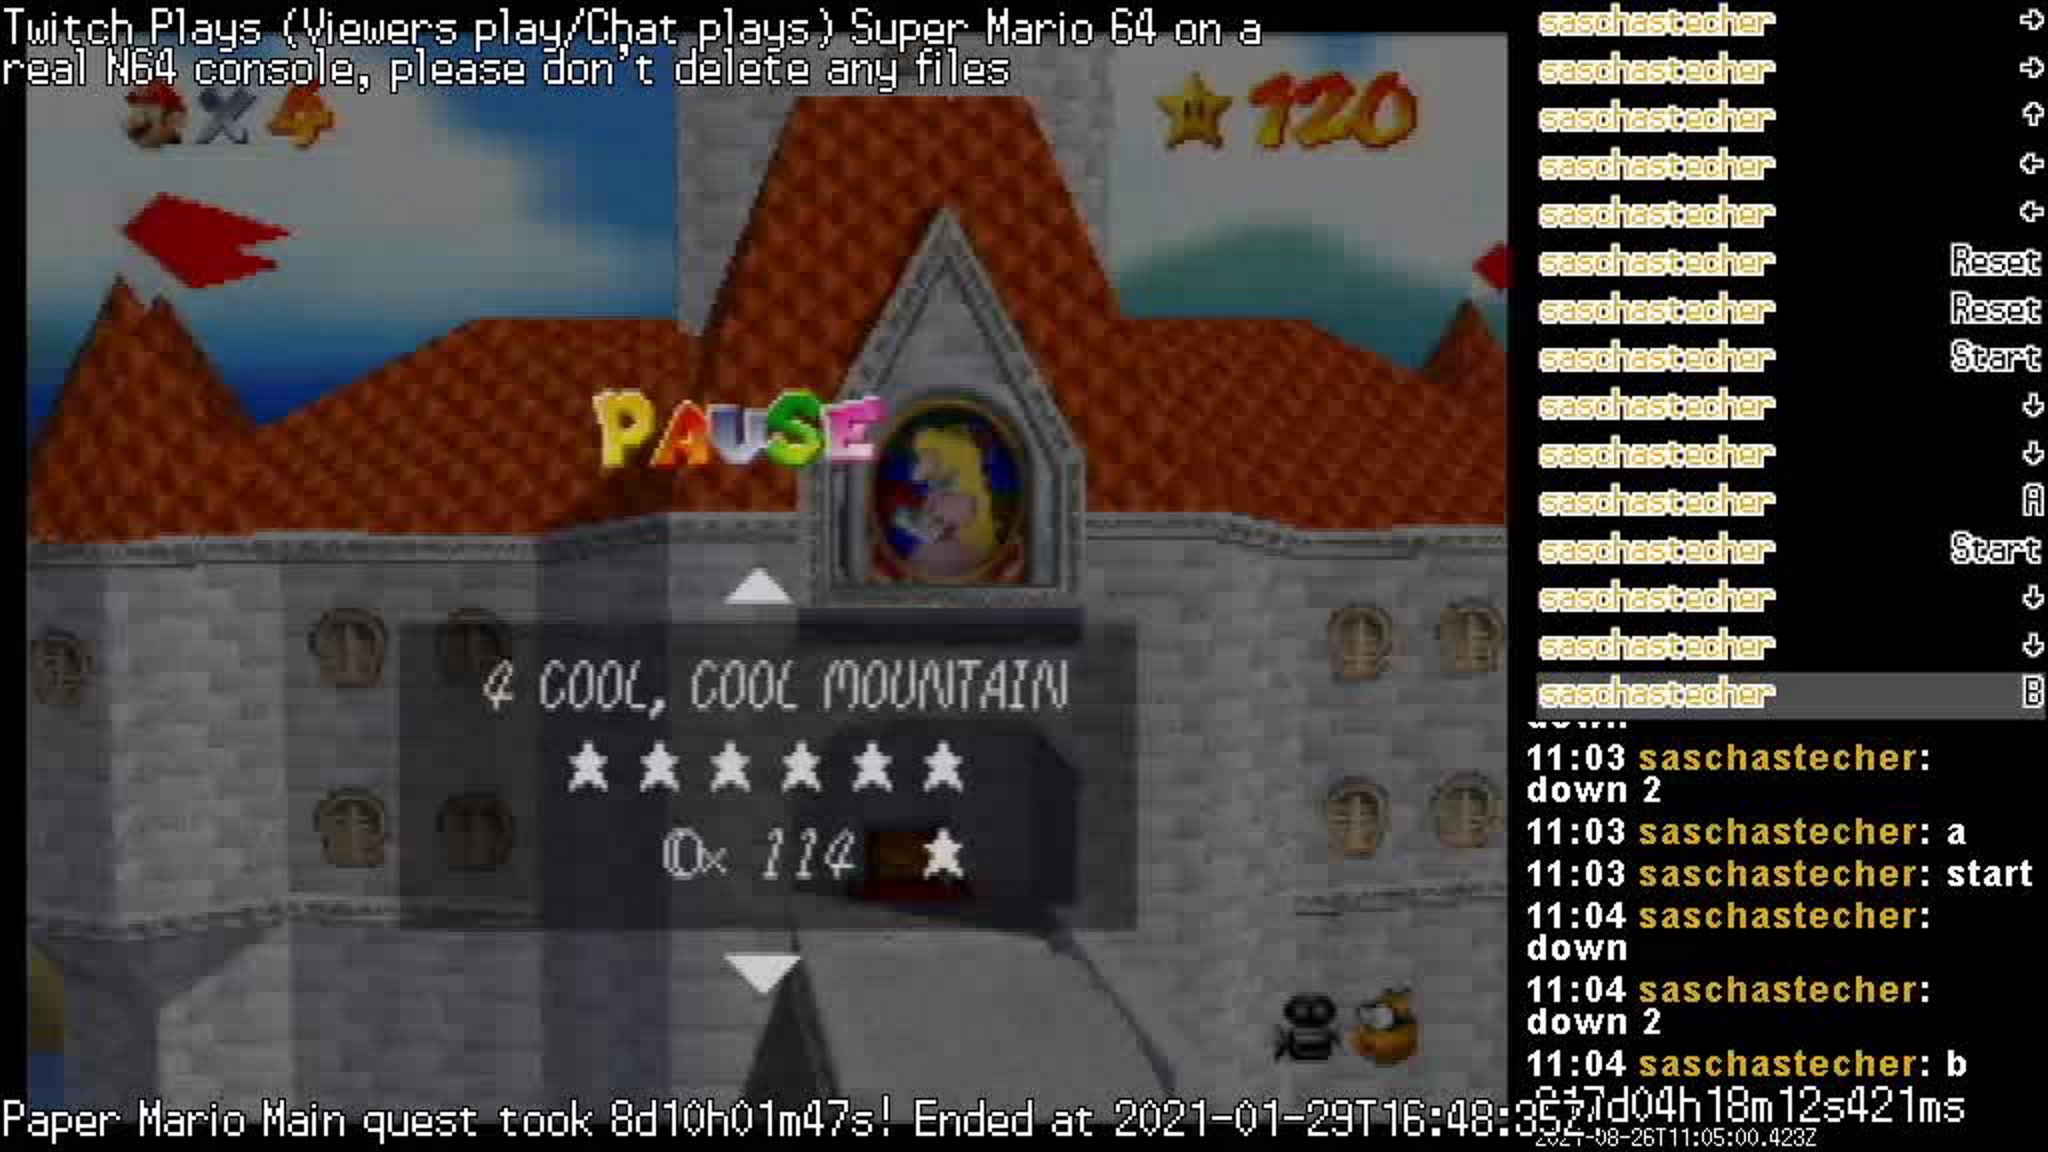 Twitch Plays (Viewers play/Chat plays) Super Mario 64 on a
real N64 console, please don't delete any files
4
120
PAUSE
4 COOL, COOL MOUNTAIN
× 114
Paper Mario Main quest took 8d10h01m47s! Ended at 2021-01-29T16:48:35Z
saschastecher →
saschastecher →
saschastecher ↑
saschastecher ←
saschastecher ←
saschastecher Reset
saschastecher Reset
saschastecher Start
saschastecher ↓
saschastecher ↓
saschastecher A
saschastecher Start
saschastecher ↓
saschastecher ↓
saschastecher B
11:03 saschastecher:
down 2
11:03 saschastecher: a
11:03 saschastecher: start
11:04 saschastecher:
down
11:04 saschastecher:
down 2
11:04 saschastecher: b